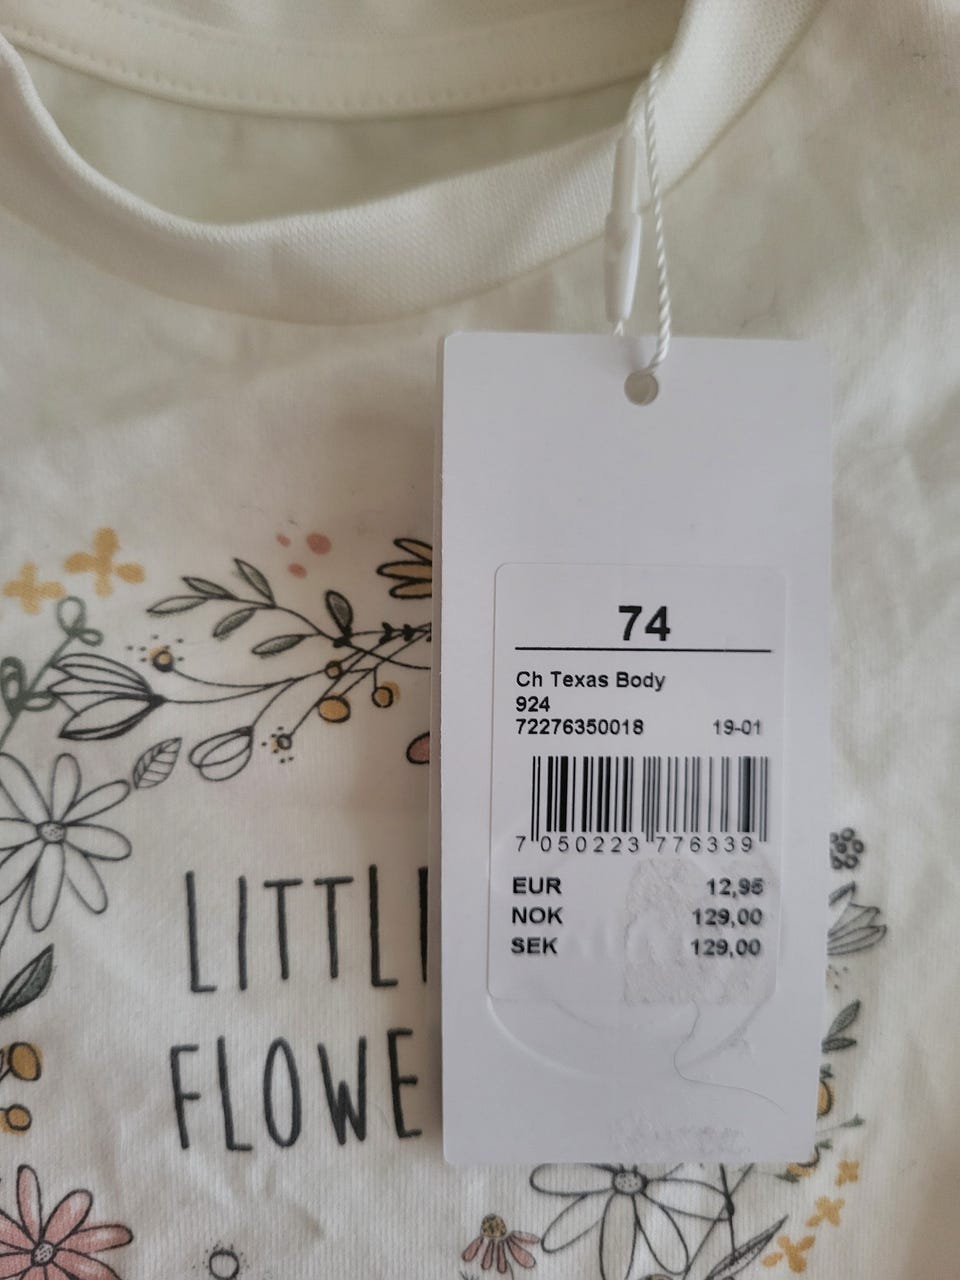 74
Ch Texas Body
924
72276350018 19-01
7 050223 776339
EUR 12,95
NOK 129,00
SEK 129,00
LITTL
FLOWE